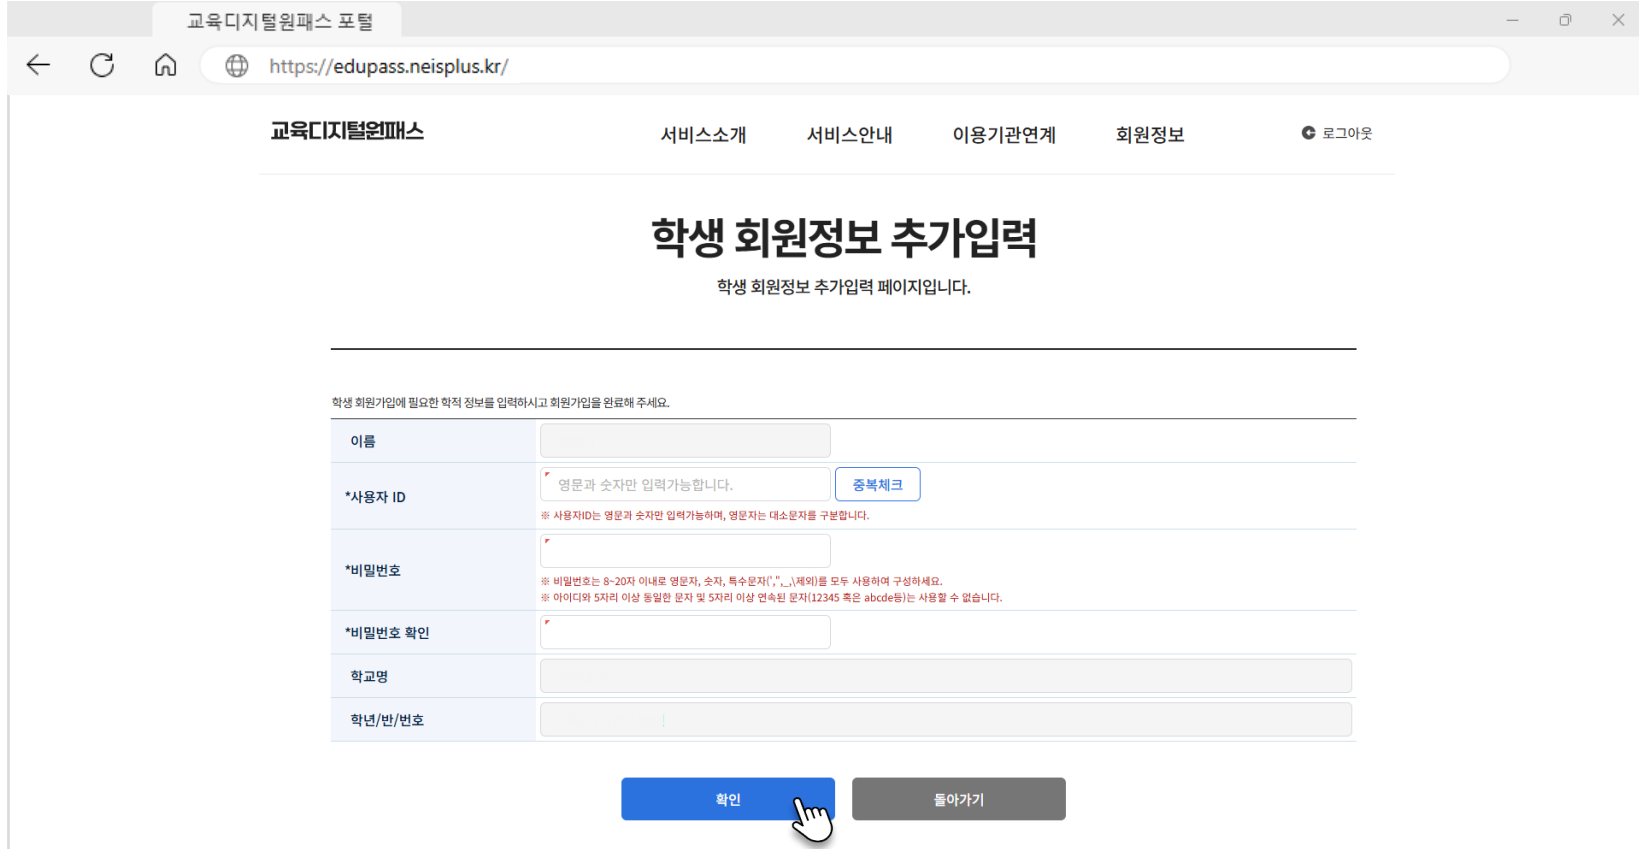 교육디지털원패스 포털
https://edupass.neisplus.kr/
교육디지털원패스
서비스소개 서비스안내 이용기관연계 회원정보 로그아웃
학생 회원정보 추가입력
학생 회원정보 추가입력 페이지입니다.
학생 회원가입에 필요한 학적 정보를 입력하시고 회원가입을 완료해 주세요.
이름
*사용자 ID 영문과 숫자만 입력가능합니다. 중복체크
※ 사용자ID는 영문과 숫자만 입력가능하며, 영문자는 대소문자를 구분합니다.
*비밀번호
※ 비밀번호는 8~20자 이내로 영문자, 숫자, 특수문자(',",_,\제외)를 모두 사용하여 구성하세요.
※ 아이디와 5자리 이상 동일한 문자 및 5자리 이상 연속된 문자(12345 혹은 abcde등)는 사용할 수 없습니다.
*비밀번호 확인
학교명
학년/반/번호
확인 돌아가기